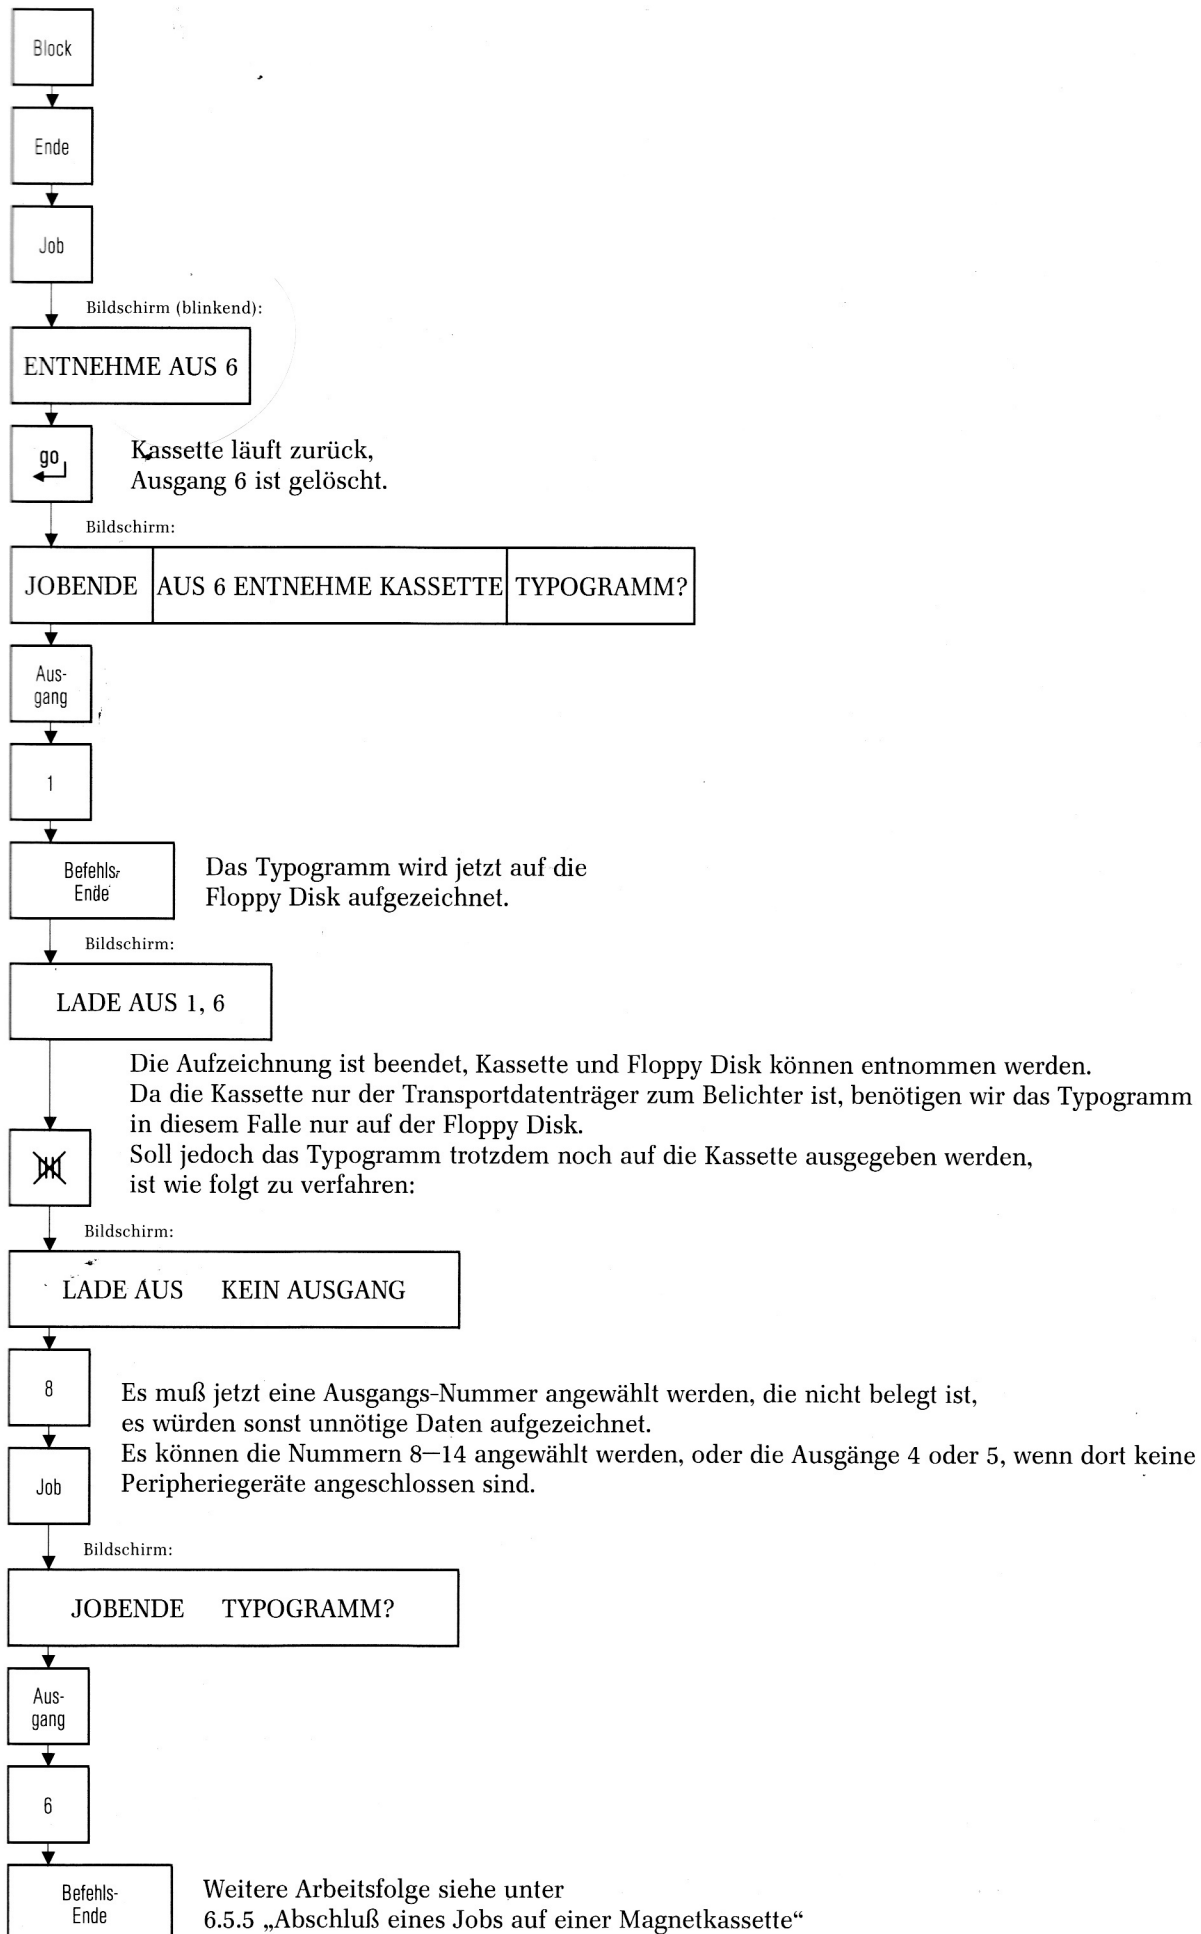 Block
Ende
Job
Bildschirm (blinkend):
ENTNEHME AUS 6
go
Kassette läuft zurück,
Ausgang 6 ist gelöscht.
Bildschirm:
JOBENDE AUS 6 ENTNEHME KASSETTE TYPOGRAMM?
Aus-
gang
1
Befehls-
Ende
Das Typogramm wird jetzt auf die
Floppy Disk aufgezeichnet.
Bildschirm:
LADE AUS 1, 6
Die Aufzeichnung ist beendet, Kassette und Floppy Disk können entnommen werden.
Da die Kassette nur der Transportdatenträger zum Belichter ist, benötigen wir das Typogramm
in diesem Falle nur auf der Floppy Disk.
Soll jedoch das Typogramm trotzdem noch auf die Kassette ausgegeben werden,
ist wie folgt zu verfahren:
Bildschirm:
LADE AUS KEIN AUSGANG
8
Es muß jetzt eine Ausgangs-Nummer angewählt werden, die nicht belegt ist,
es würden sonst unnötige Daten aufgezeichnet.
Es können die Nummern 8—14 angewählt werden, oder die Ausgänge 4 oder 5, wenn dort keine
Peripheriegeräte angeschlossen sind.
Job
Bildschirm:
JOBENDE TYPOGRAMM?
Aus-
gang
6
Befehls-
Ende
Weitere Arbeitsfolge siehe unter
6.5.5 „Abschluß eines Jobs auf einer Magnetkassette“